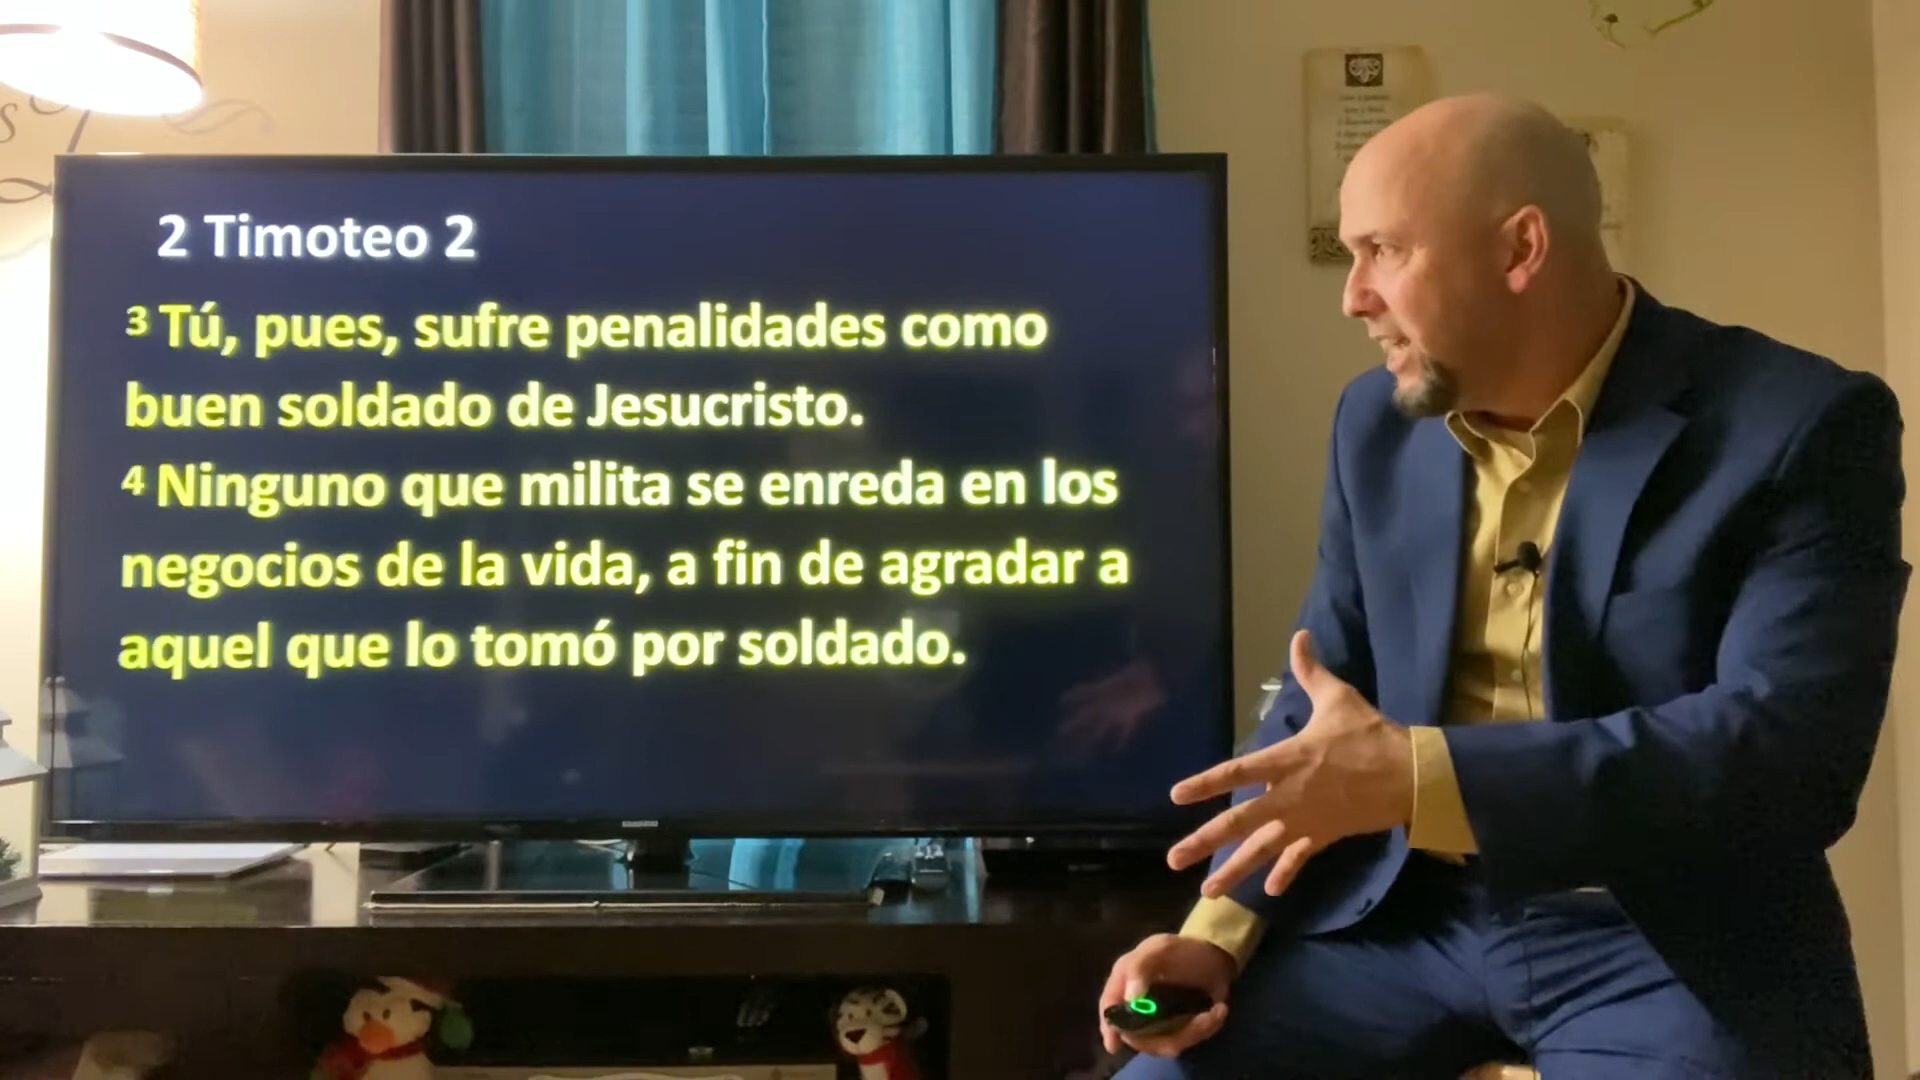 2 Timoteo 2
3 Tú, pues, sufre penalidades como
buen soldado de Jesucristo.
4 Ninguno que milita se enreda en los
negocios de la vida, a fin de agradar a
aquel que lo tomó por soldado.